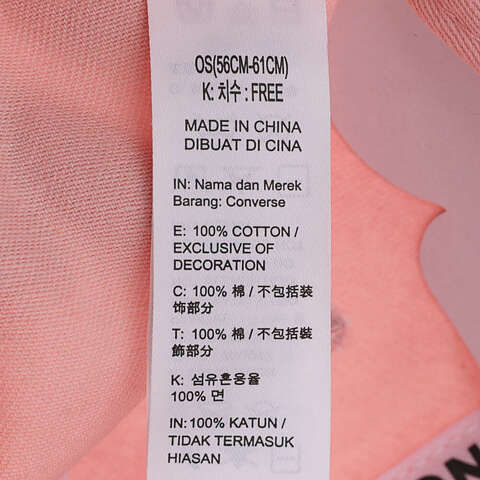 OS(56CM-61CM)
K: 치수 : FREE
MADE IN CHINA
DIBUAT DI CINA
IN: Nama dan Merek
Barang: Converse
E: 100% COTTON /
EXCLUSIVE OF
DECORATION
C: 100% 棉 / 不包括装
饰部分
T: 100% 棉 / 不包括裝
飾部分
K: 섬유혼용율
100% 면
IN: 100% KATUN /
TIDAK TERMASUK
HIASAN
ON